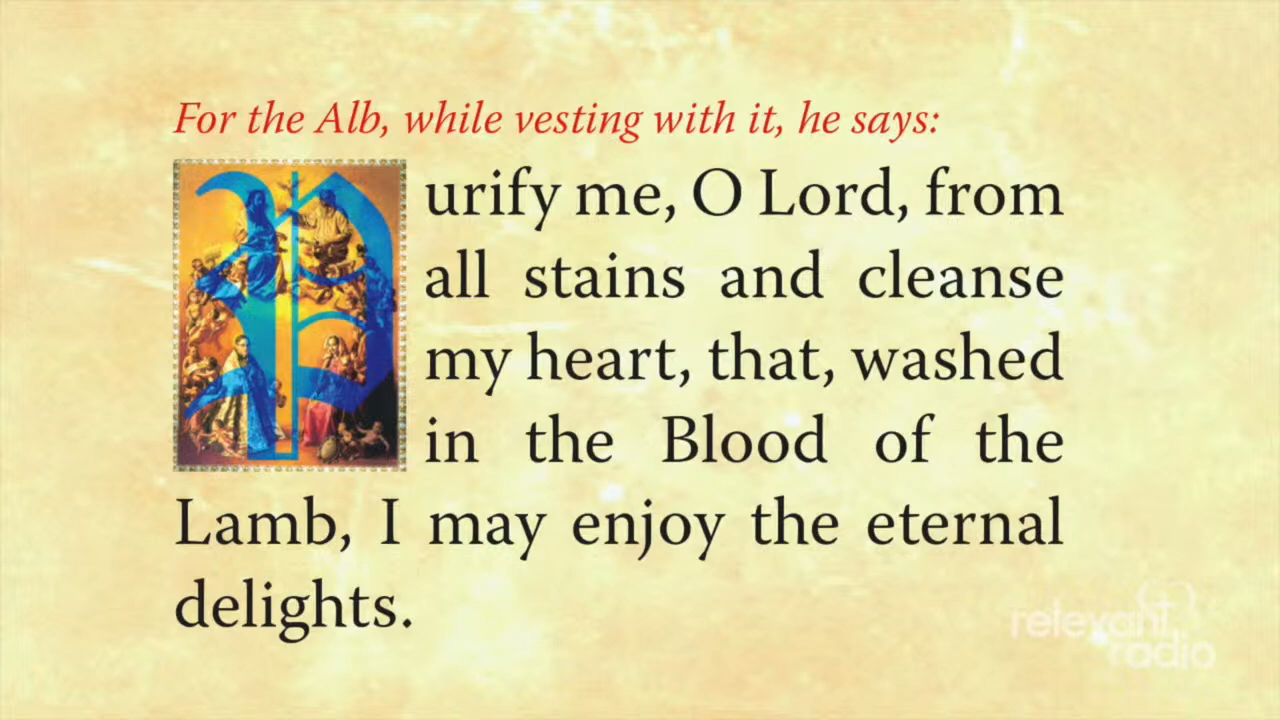 For the Alb, while vesting with it, he says:
Purify me, O Lord, from
all stains and cleanse
my heart, that, washed
in the Blood of the
Lamb, I may enjoy the eternal
delights.
relevant
radio